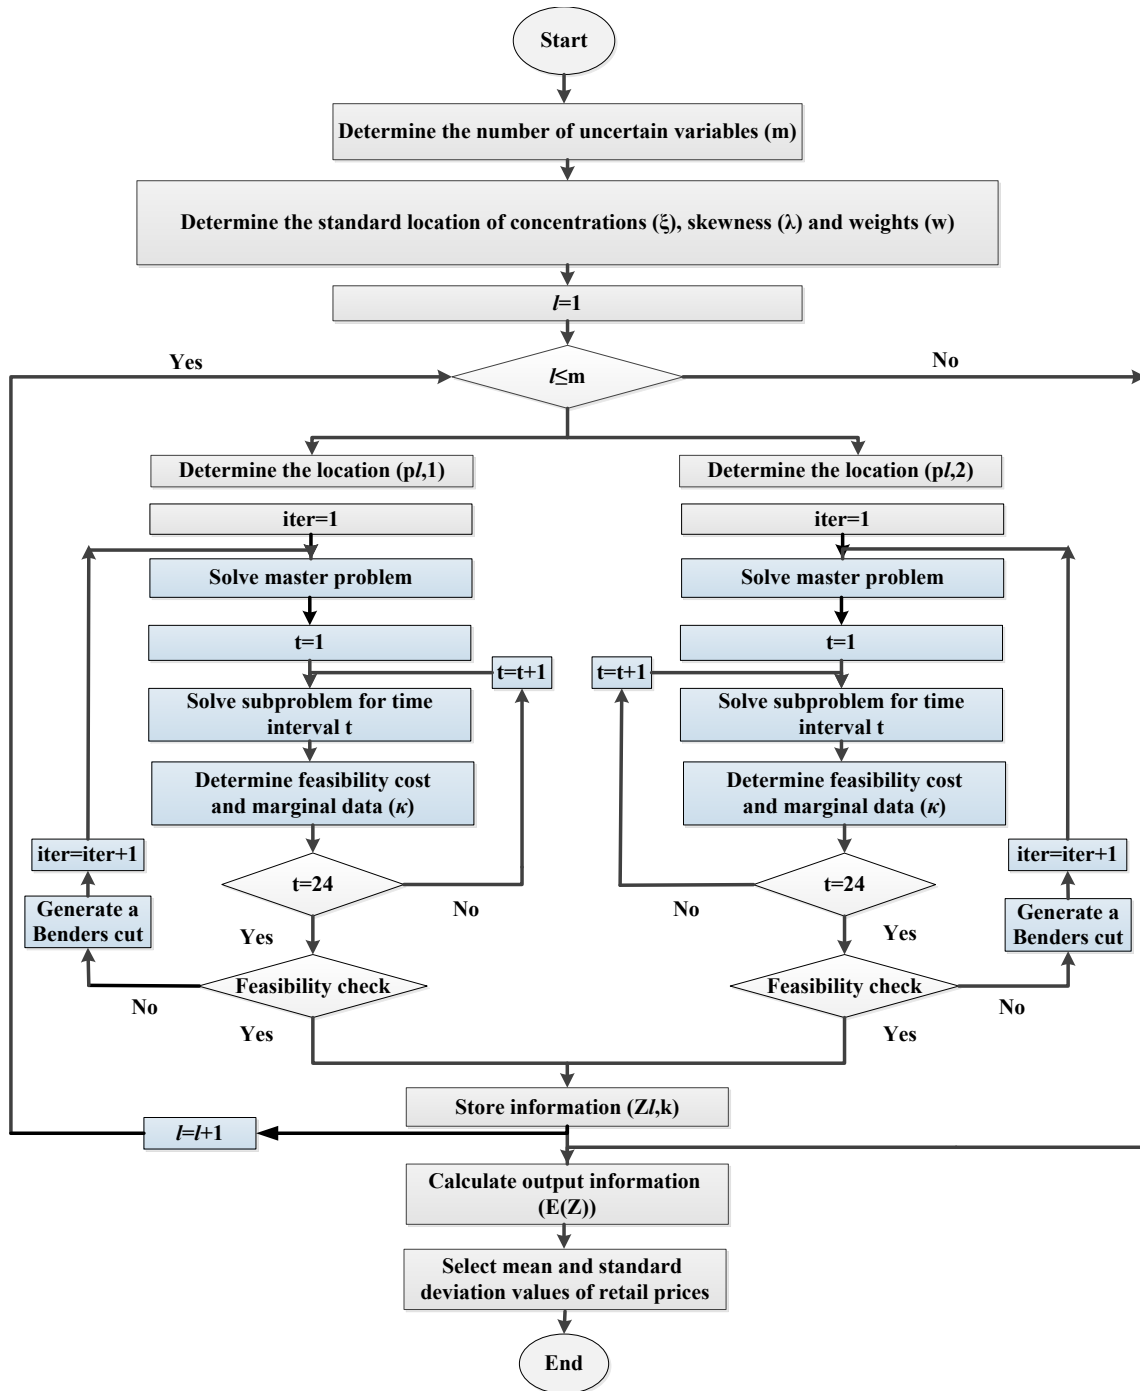 Start
Determine the number of uncertain variables (m)
Determine the standard location of concentrations (ξ), skewness (λ) and weights (w)
l=1
Yes
l≤m
No
Determine the location (pl,1)
iter=1
Solve master problem
t=1
t=t+1
Solve subproblem for time
interval t
Determine feasibility cost
and marginal data (κ)
iter=iter+1
t=24
No
Generate a
Benders cut
Yes
Feasibility check
No
Yes
Determine the location (pl,2)
iter=1
Solve master problem
t=1
t=t+1
Solve subproblem for time
interval t
Determine feasibility cost
and marginal data (κ)
iter=iter+1
t=24
No
Generate a
Benders cut
Yes
Feasibility check
No
Yes
Store information (Zl,k)
l=l+1
Calculate output information
(E(Z))
Select mean and standard
deviation values of retail prices
End